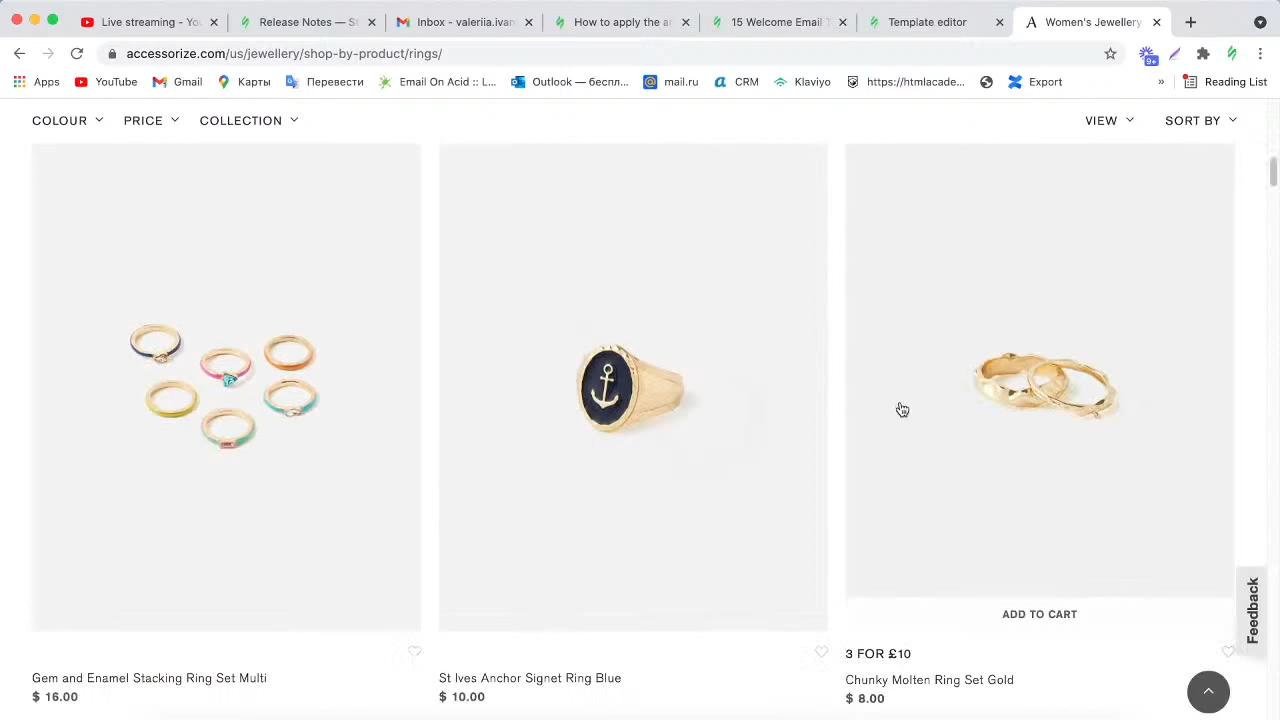 Live streaming - You
Release Notes — S
Inbox - valeriia.ivan
How to apply the a
15 Welcome Email T
Template editor
Women's Jewellery
accessorize.com/us/jewellery/shop-by-product/rings/
9+
Apps
YouTube
Gmail
Карты
Перевести
Email On Acid :: L...
Outlook — беспл...
mail.ru
CRM
Klaviyo
https://htmlacade...
Export
»
Reading List
COLOUR
PRICE
COLLECTION
VIEW
SORT BY
ADD TO CART
Feedback
3 FOR £10
Gem and Enamel Stacking Ring Set Multi
$ 16.00
St Ives Anchor Signet Ring Blue
$ 10.00
Chunky Molten Ring Set Gold
$ 8.00